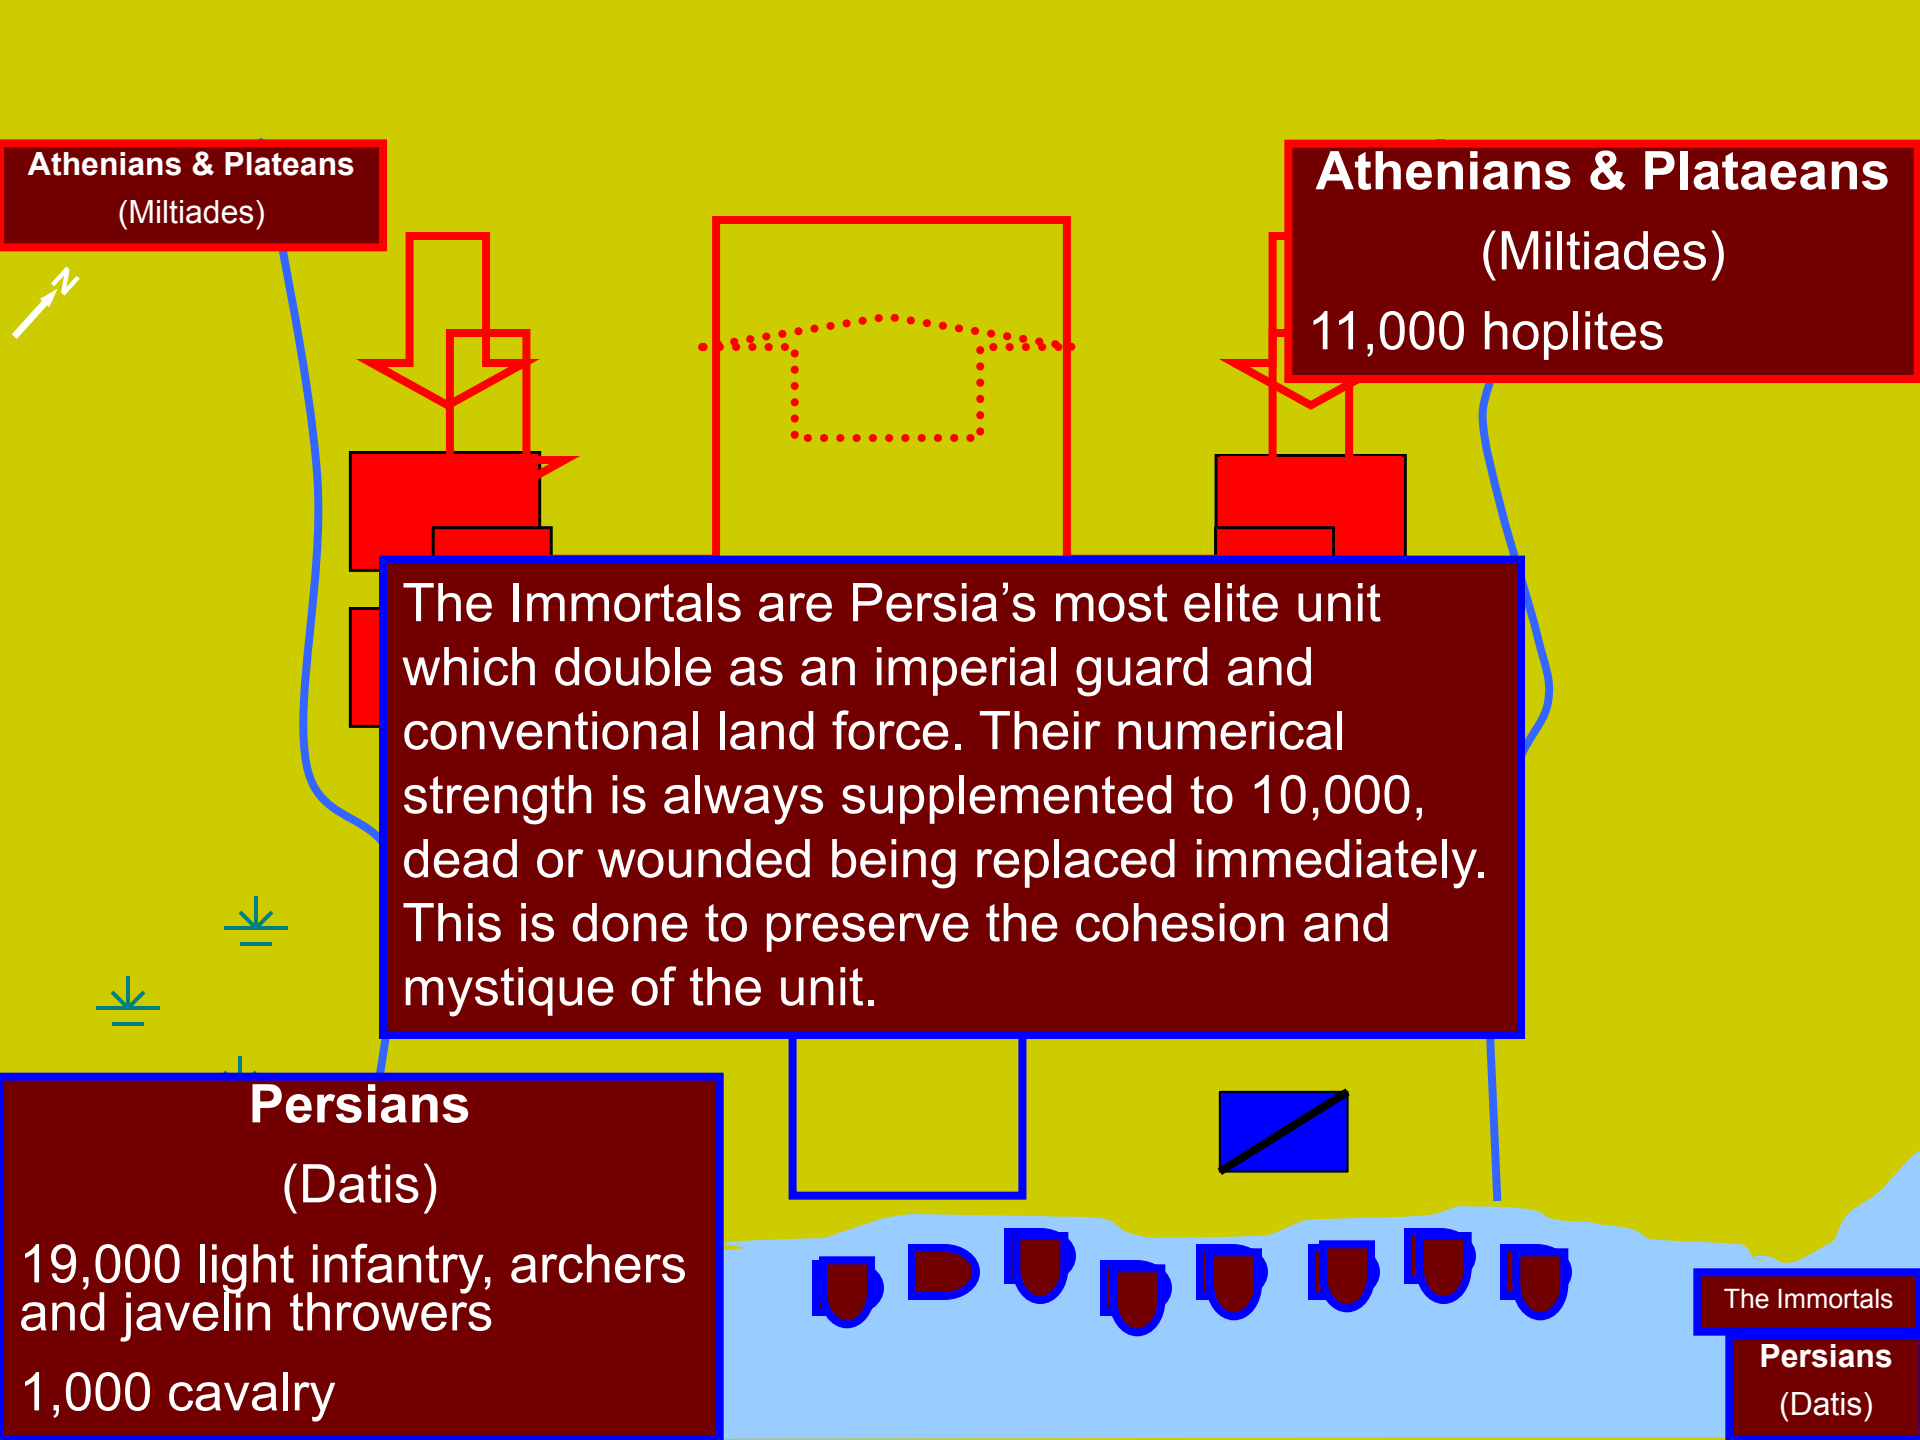 Athenians & Plateans
(Miltiades)
Athenians & Plataeans
(Miltiades)
11,000 hoplites
N
The Immortals are Persia’s most elite unit
which double as an imperial guard and
conventional land force. Their numerical
strength is always supplemented to 10,000,
dead or wounded being replaced immediately.
This is done to preserve the cohesion and
mystique of the unit.
Persians
(Datis)
19,000 light infantry, archers
and javelin throwers
1,000 cavalry
The Immortals
Persians
(Datis)